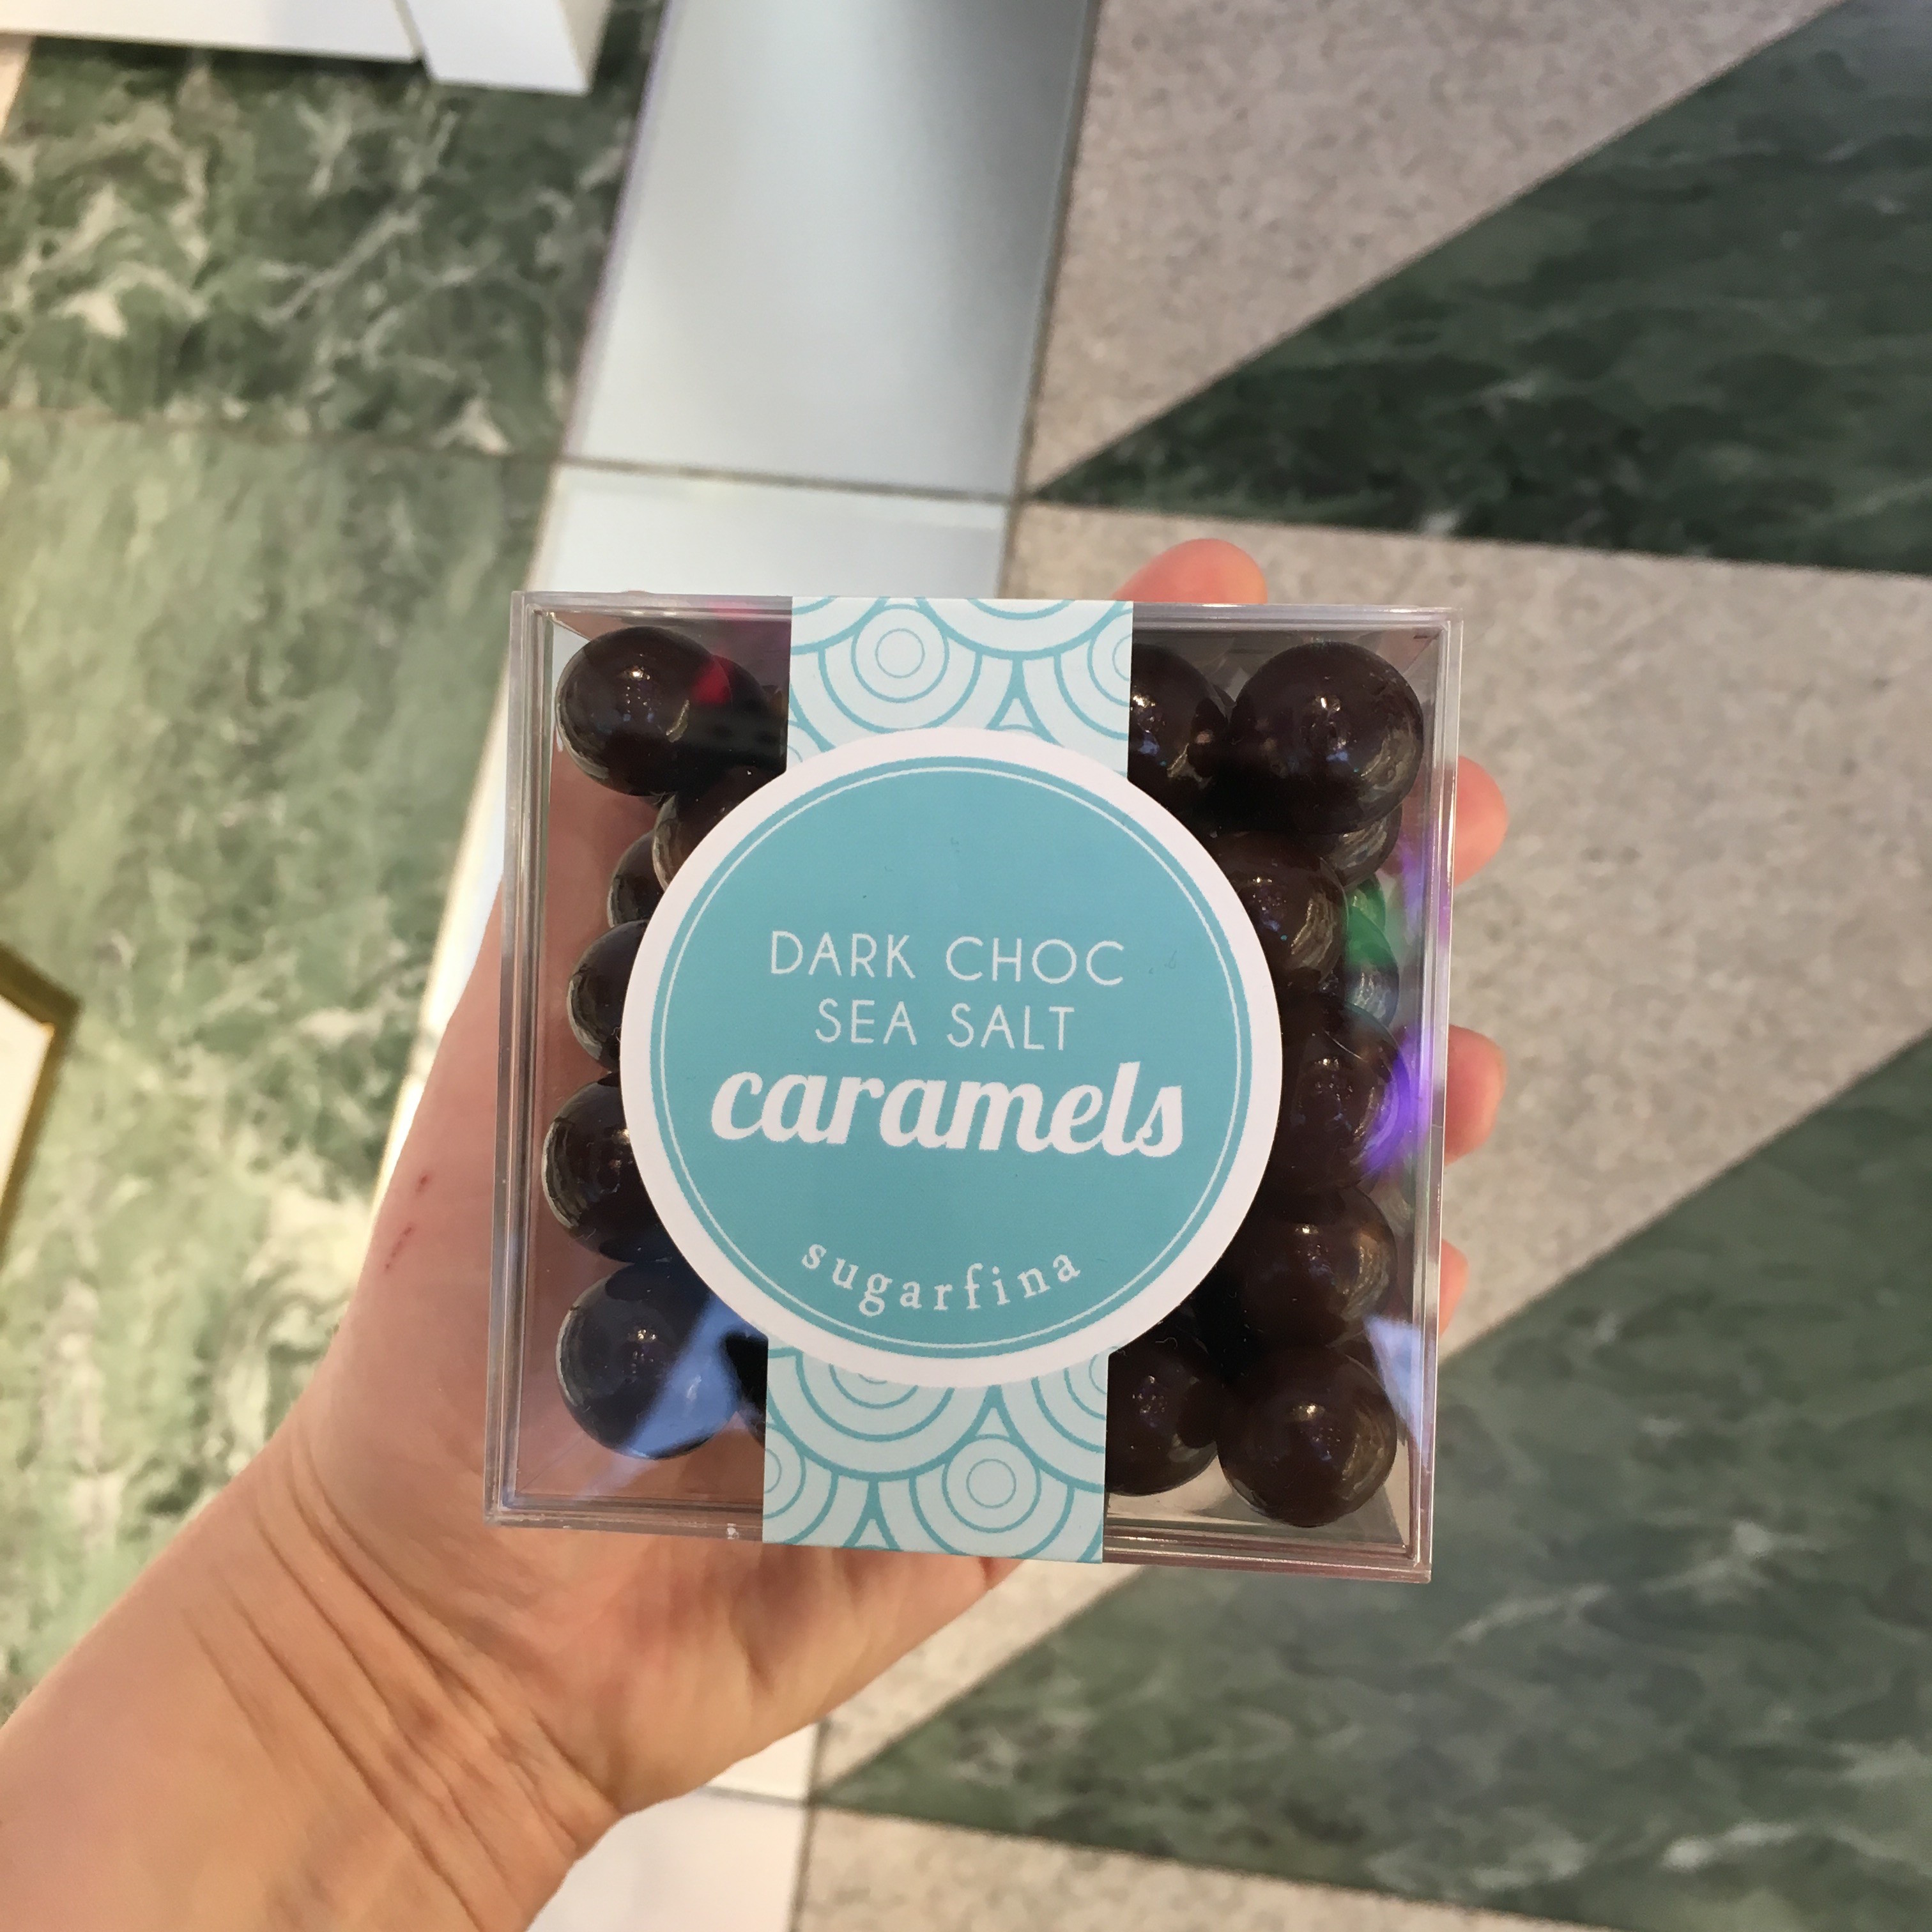 DARK CHOC
SEA SALT
caramels
sugarfina